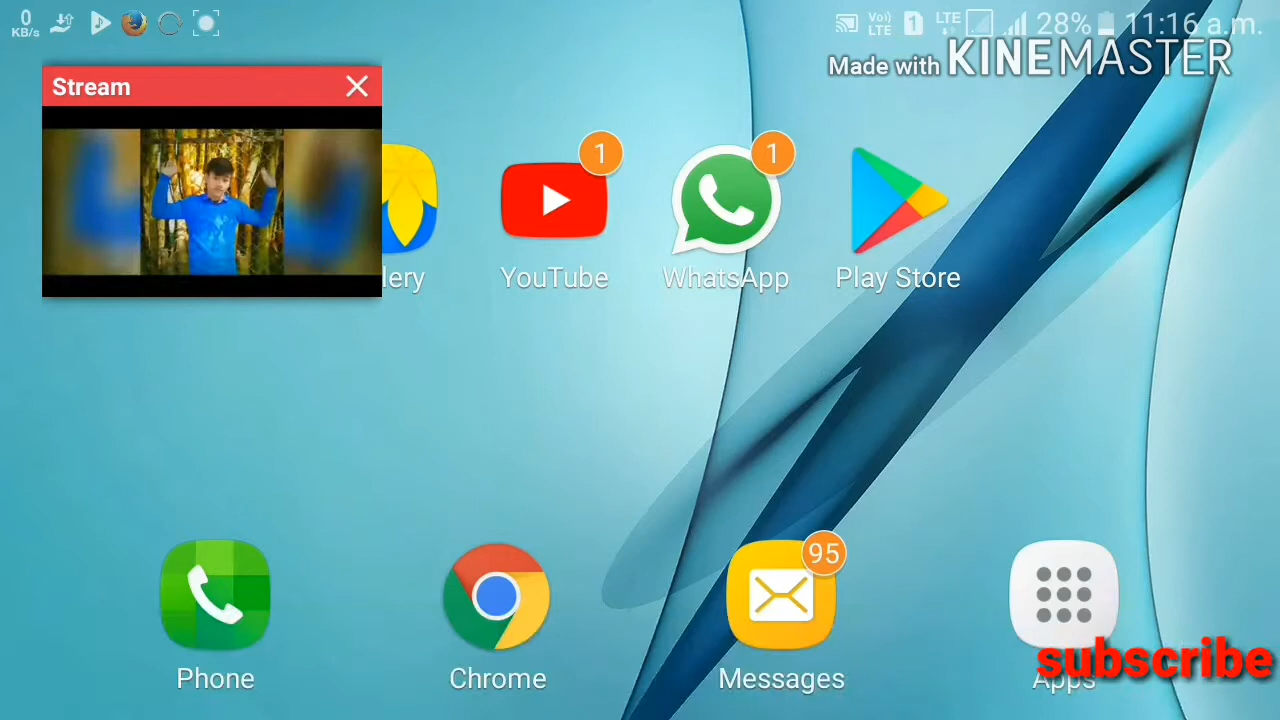 0
KB/s
Vo)
LTE
1
LTE
28%
11:16 a.m.
Made with KINEMASTER
Stream
1
1
lery
YouTube
WhatsApp
Play Store
95
Phone
Chrome
Messages
Apps
subscribe